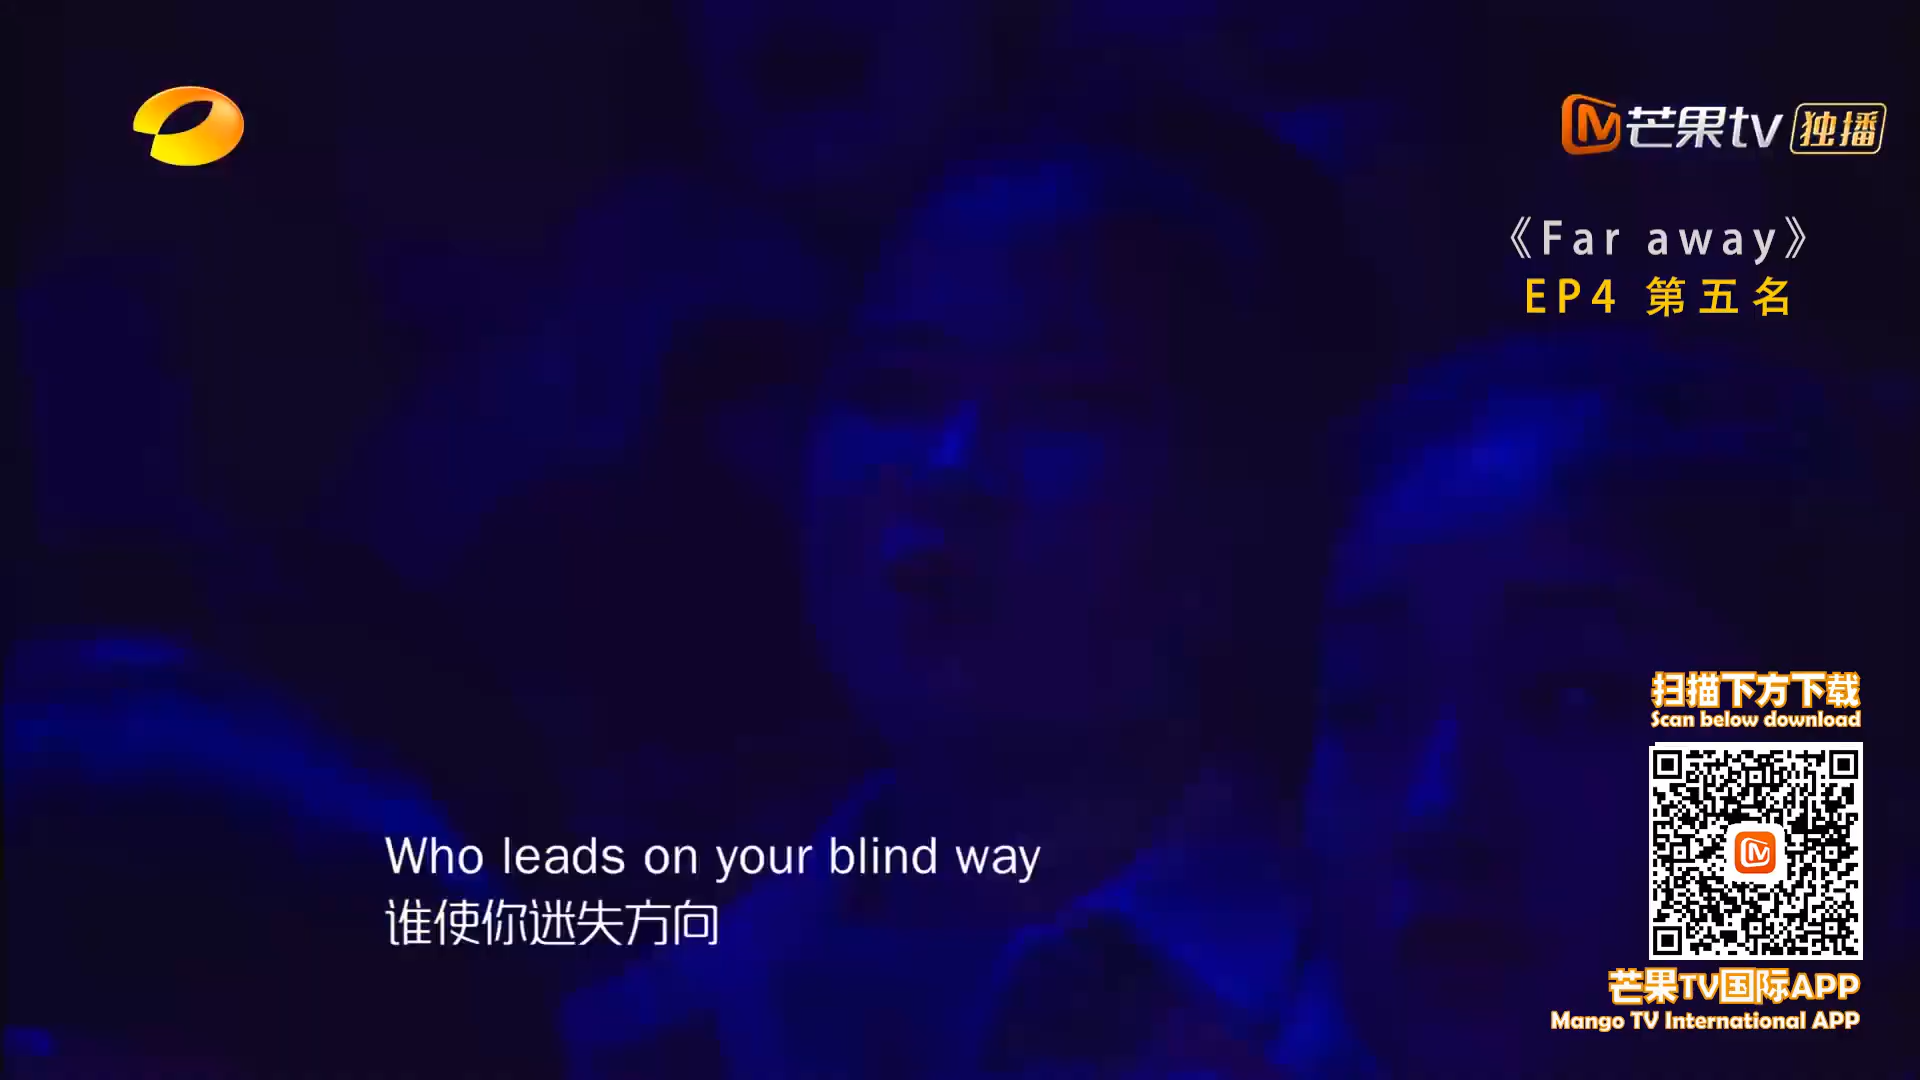 芒果tv 独播
《Far away》
EP4 第五名
扫描下方下载
Scan below download
Who leads on your blind way
谁使你迷失方向
芒果TV国际APP
Mango TV International APP